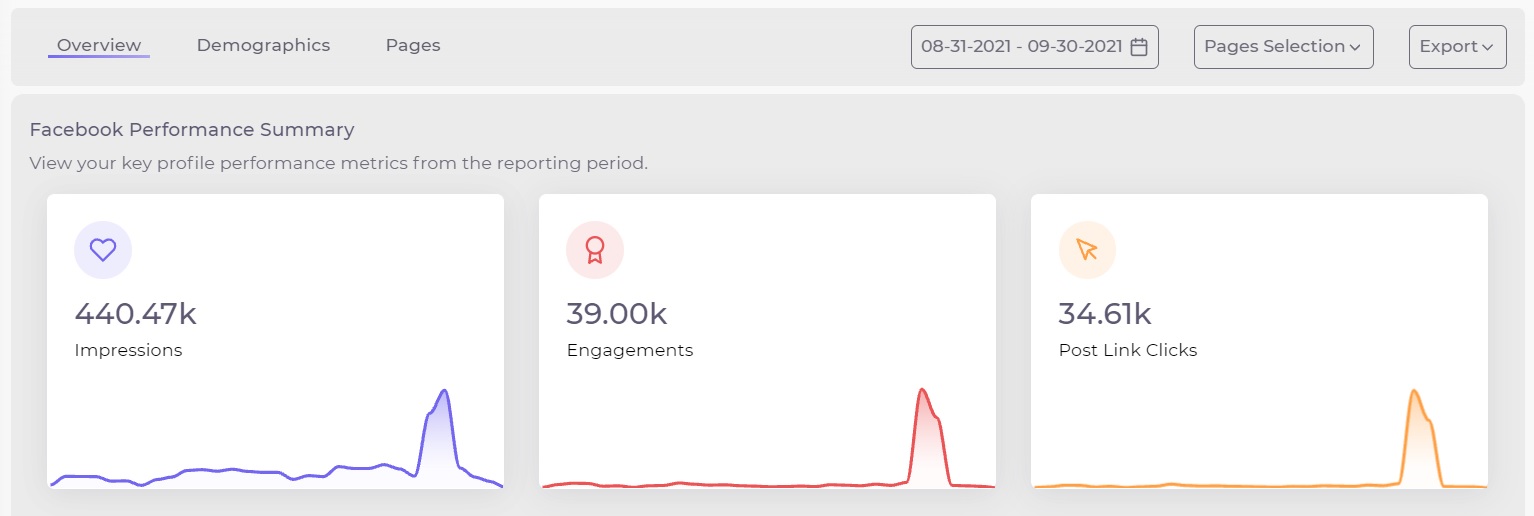 Overview Demographics Pages 08-31-2021 - 09-30-2021 Pages Selection Export
Facebook Performance Summary
View your key profile performance metrics from the reporting period.
440.47k 39.00k 34.61k
Impressions Engagements Post Link Clicks